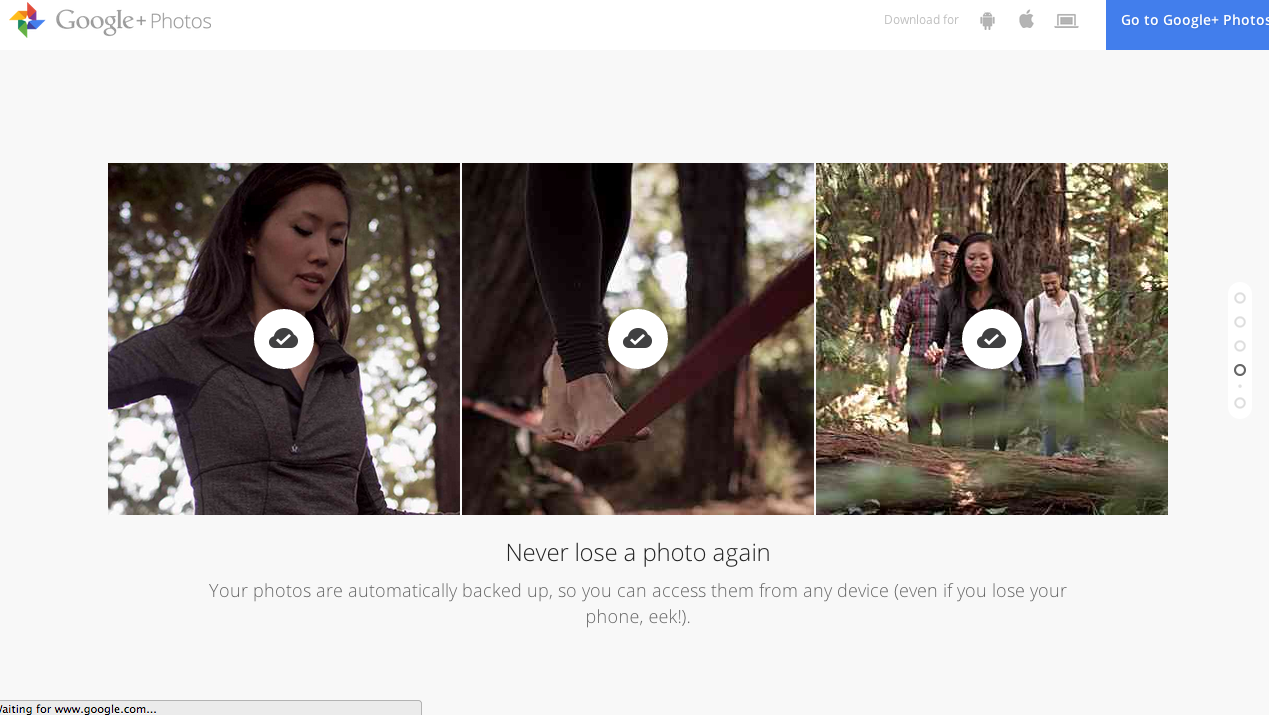 Google+ Photos
Download for
Go to Google+ Photos
Never lose a photo again
Your photos are automatically backed up, so you can access them from any device (even if you lose your
phone, eek!).
Waiting for www.google.com...